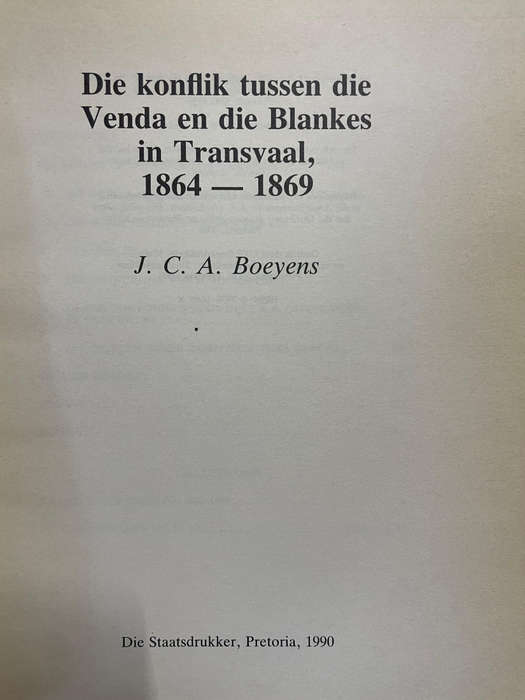 Die konflik tussen die
Venda en die Blankes
in Transvaal,
1864 — 1869
J. C. A. Boeyens
Die Staatsdrukker, Pretoria, 1990